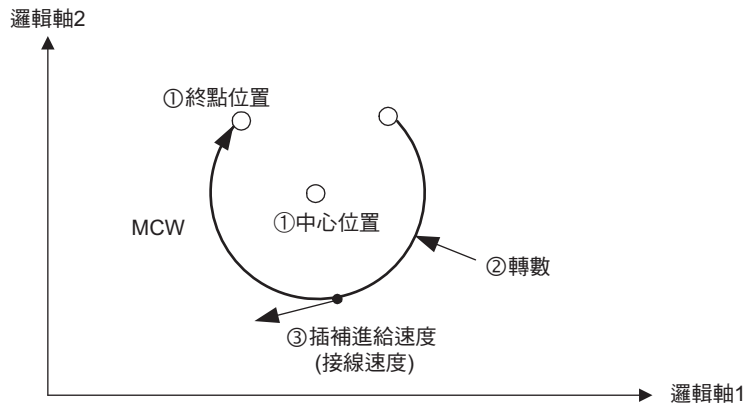 邏輯軸2
①終點位置
①中心位置
MCW
②轉數
③插補進給速度
(接線速度)
邏輯軸1